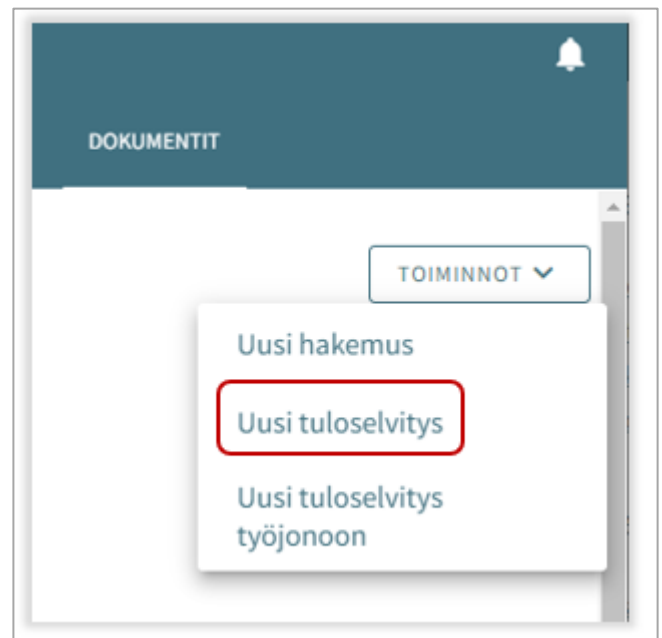 DOKUMENTIT
TOIMINNOT
Uusi hakemus
Uusi tuloselvitys
Uusi tuloselvitys
työjonoon